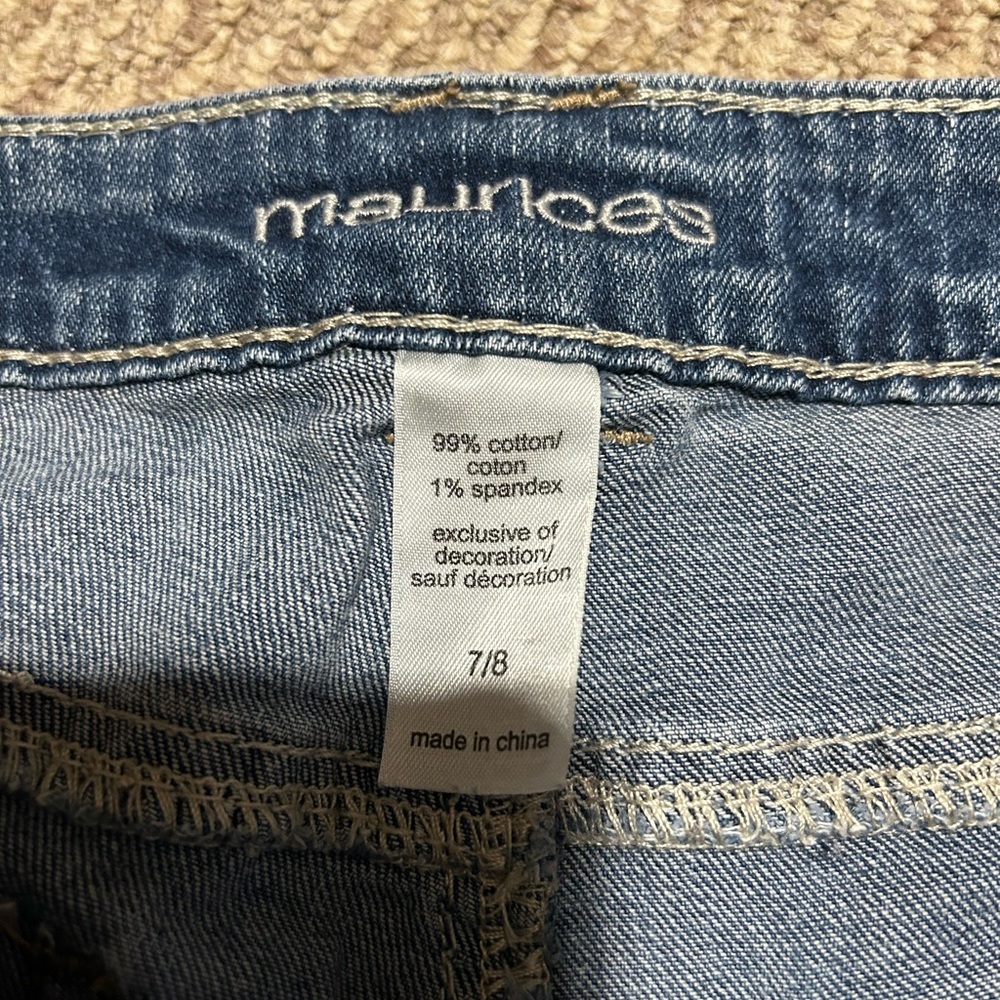 maurices
99% cotton/
coton
1% spandex
exclusive of
decoration/
sauf décoration
7/8
made in china